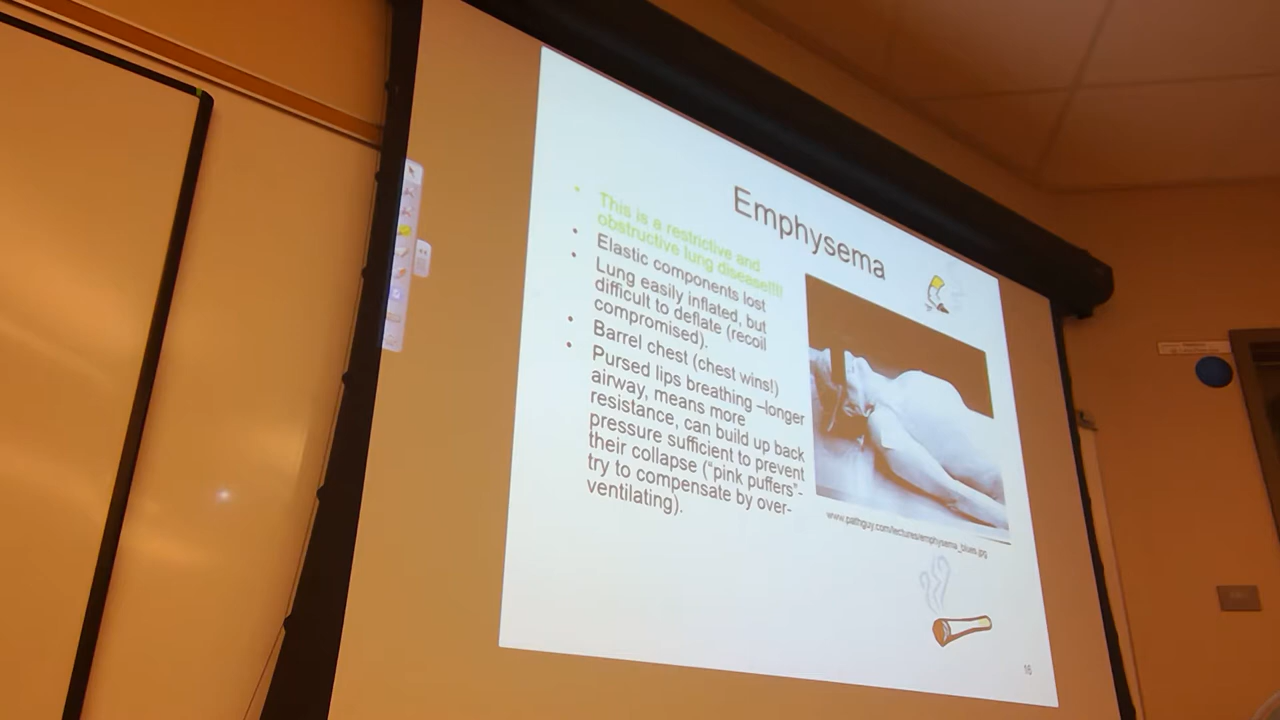 Emphysema
• This is a restrictive and
obstructive lung disease!!!!
• Elastic components lost
• Lung easily inflated, but
difficult to deflate (recoil
compromised).
• Barrel chest (chest wins!)
• Pursed lips breathing –longer
airway, means more
resistance, can build up back
pressure sufficient to prevent
their collapse (“pink puffers”-
try to compensate by over-
ventilating).
www.pathguy.com/lectures/emphysema_blues.jpg
16